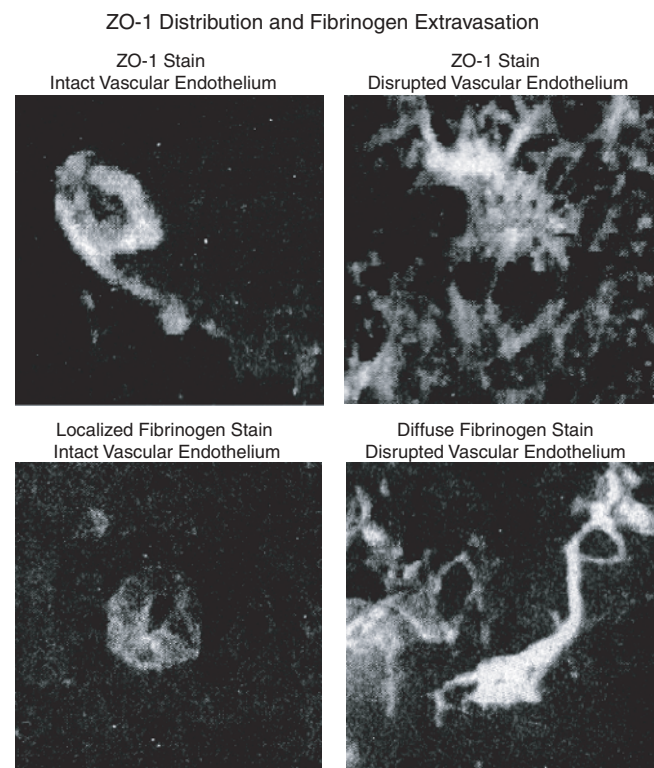 ZO-1 Distribution and Fibrinogen Extravasation
ZO-1 Stain
Intact Vascular Endothelium
ZO-1 Stain
Disrupted Vascular Endothelium
Localized Fibrinogen Stain
Intact Vascular Endothelium
Diffuse Fibrinogen Stain
Disrupted Vascular Endothelium